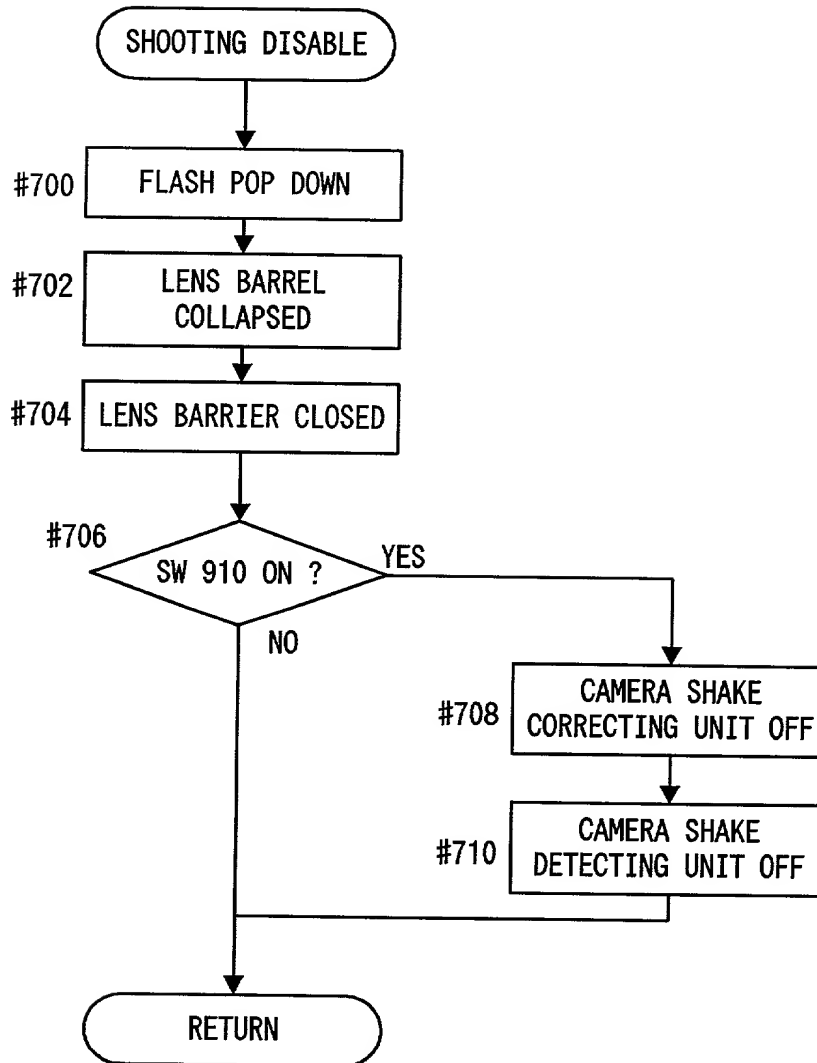 SHOOTING DISABLE
#700
FLASH POP DOWN
#702
LENS BARREL
COLLAPSED
#704
LENS BARRIER CLOSED
#706
SW 910 ON ?
YES
NO
#708
CAMERA SHAKE
CORRECTING UNIT OFF
#710
CAMERA SHAKE
DETECTING UNIT OFF
RETURN